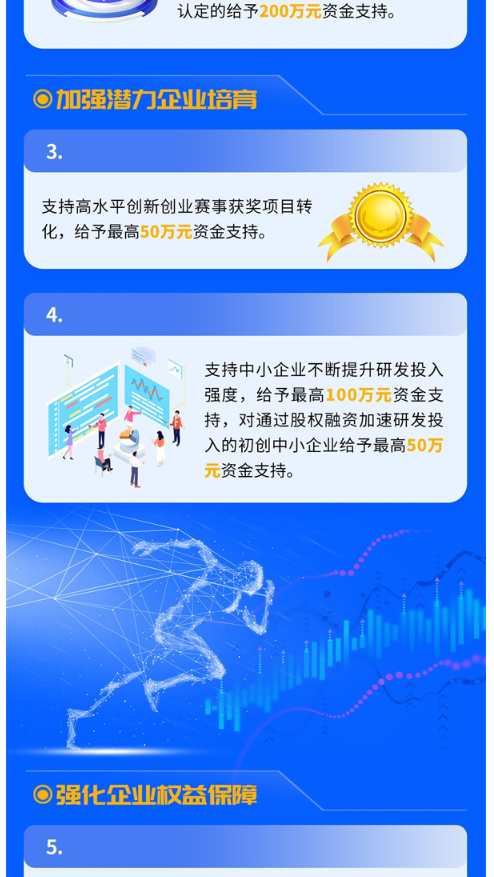 认定的给予200万元资金支持。
加强潜力企业培育
3.
支持高水平创新创业赛事获奖项目转
化，给予最高50万元资金支持。
4.
支持中小企业不断提升研发投入
强度，给予最高100万元资金支
持，对通过股权融资加速研发投
入的初创中小企业给予最高50万
元资金支持。
强化企业权益保障
5.